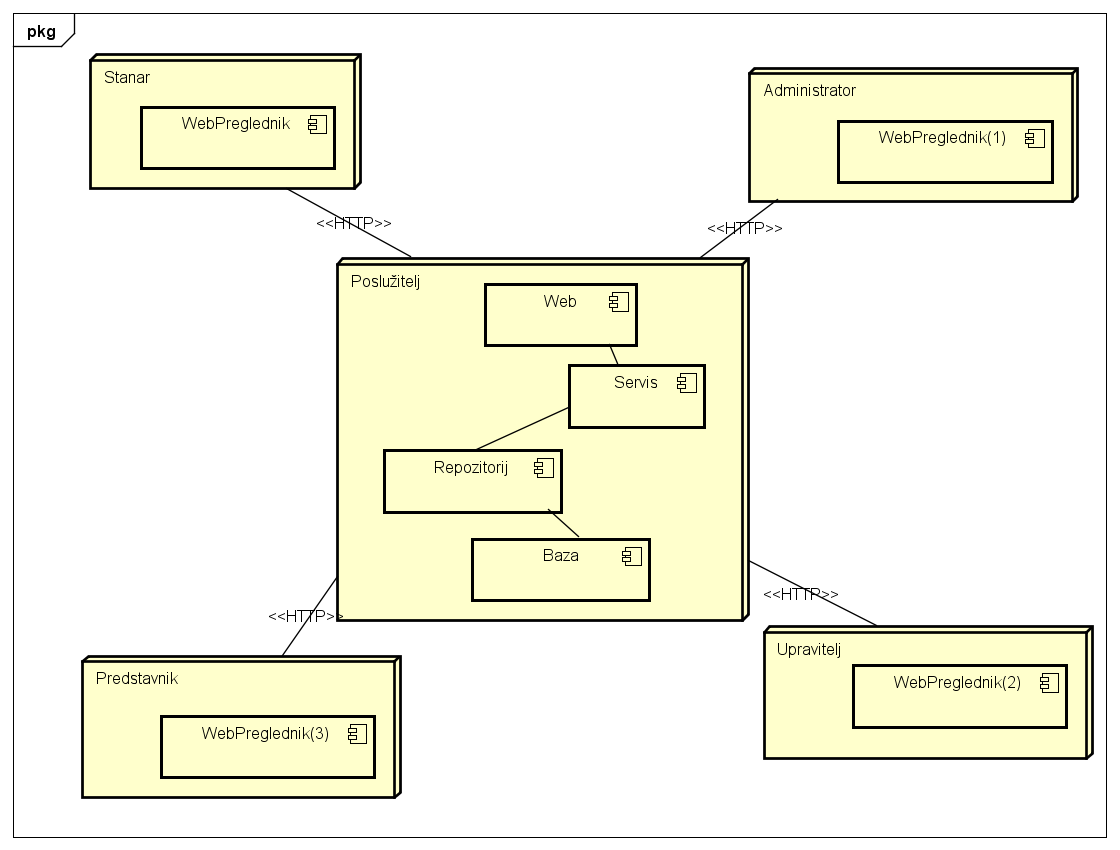 pkg
Stanar
WebPreglednik
Administrator
WebPreglednik(1)
<<HTTP>>
<<HTTP>>
Poslužitelj
Web
Servis
Repozitorij
Baza
<<HTTP>>
<<HTTP>>
Upravitelj
WebPreglednik(2)
Predstavnik
WebPreglednik(3)